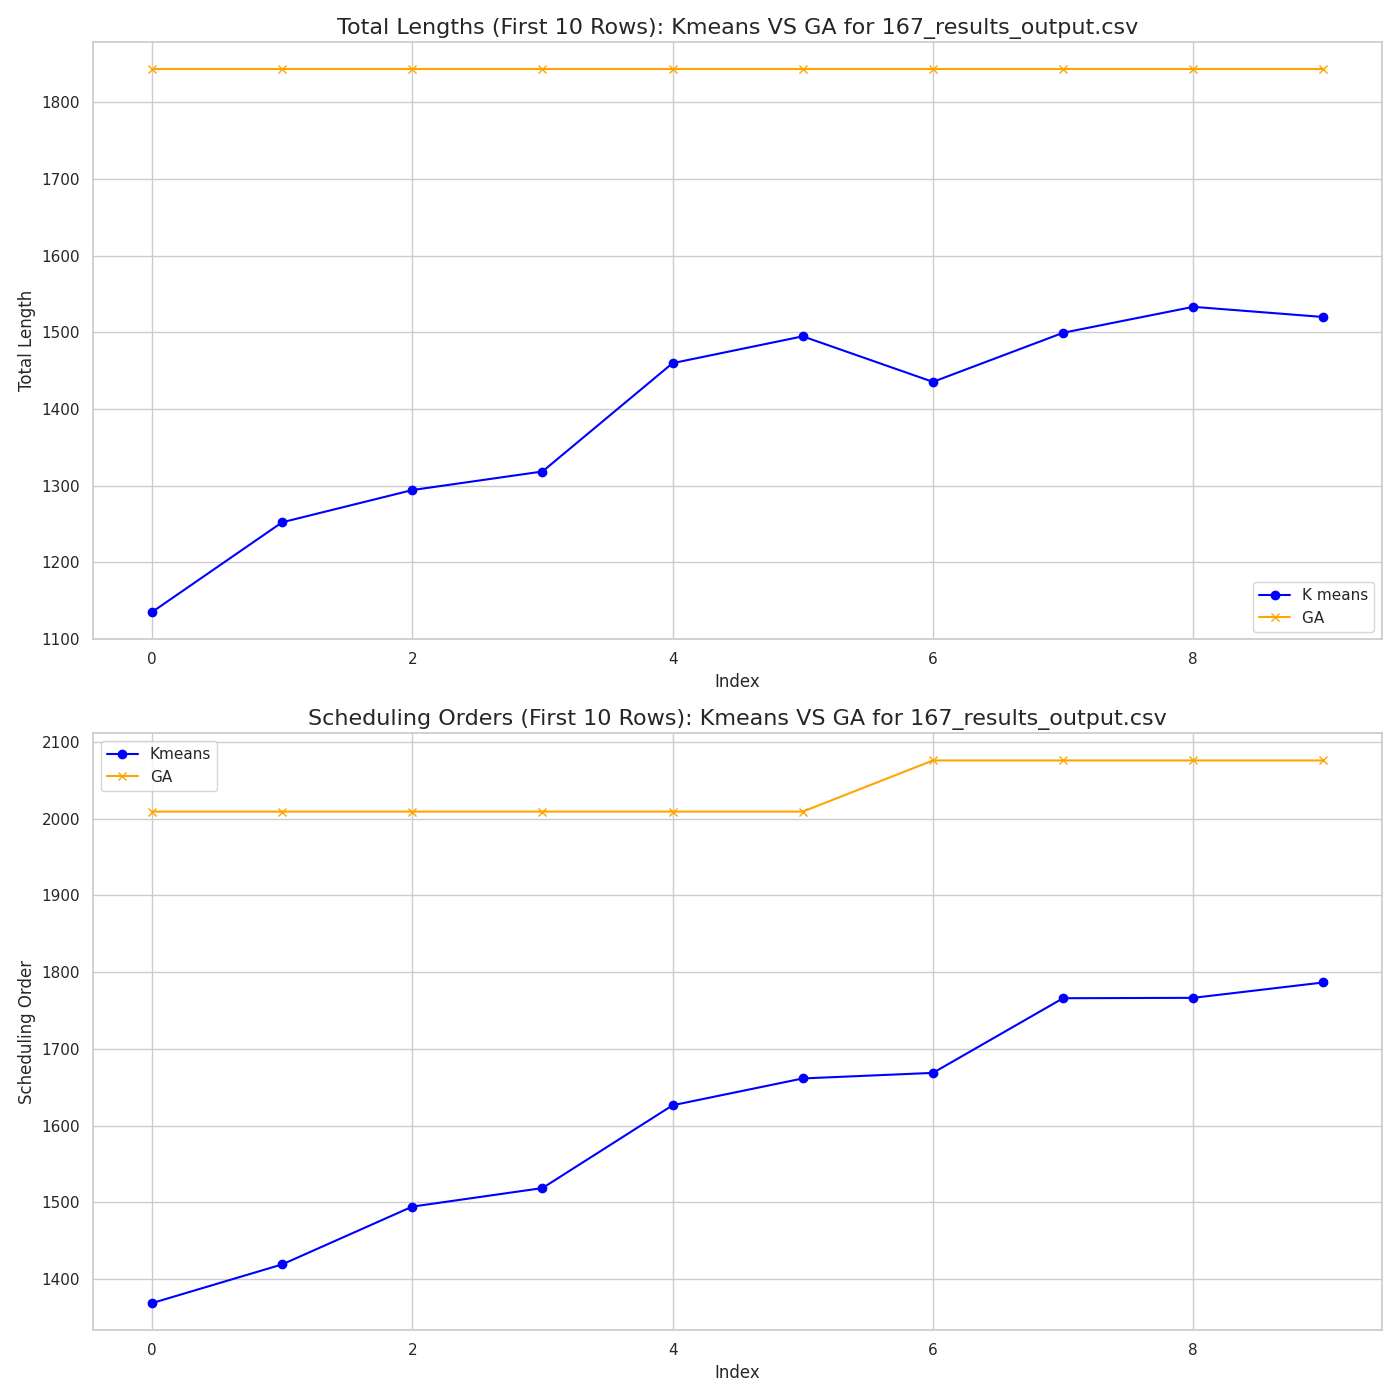 Total Lengths (First 10 Rows): Kmeans VS GA for 167_results_output.csv
Total Length
1800
1700
1600
1500
1400
1300
1200
1100
0 2 4 6 8
Index
K means
GA
Scheduling Orders (First 10 Rows): Kmeans VS GA for 167_results_output.csv
Kmeans
GA
Scheduling Order
2100
2000
1900
1800
1700
1600
1500
1400
0 2 4 6 8
Index